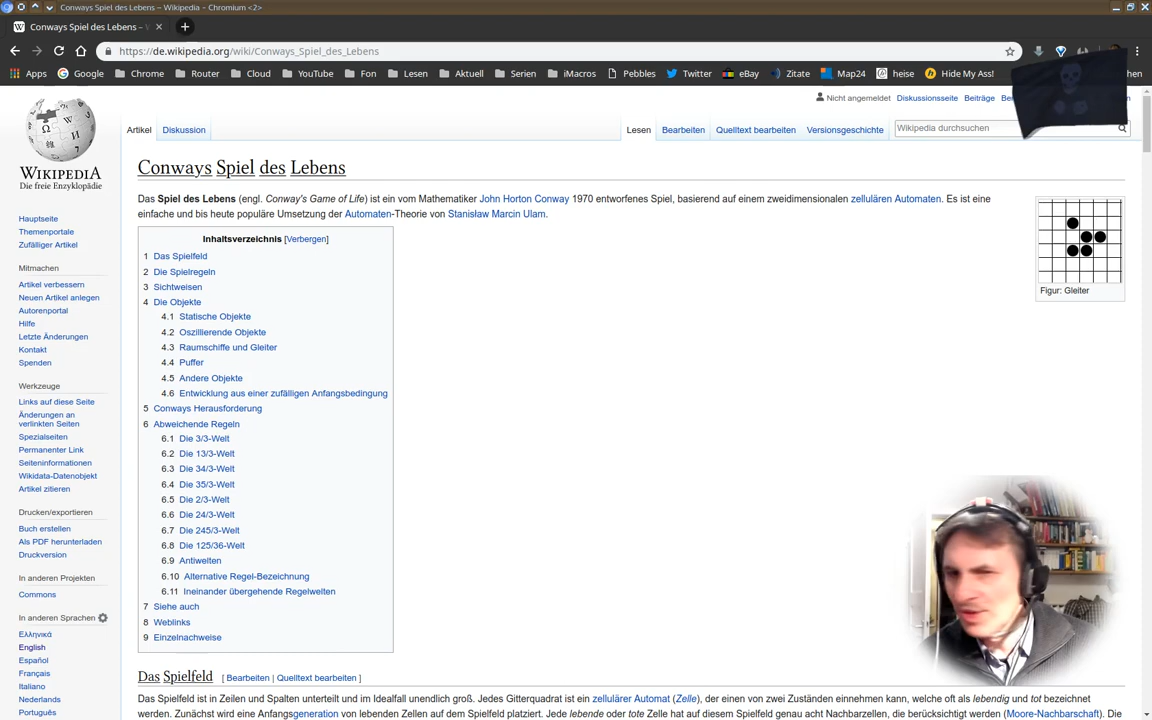 Conways Spiel des Lebens – Wikipedia – Chromium <2>
Conways Spiel des Lebens –
https://de.wikipedia.org/wiki/Conways_Spiel_des_Lebens
Apps Google Chrome Router Cloud YouTube Fon Lesen Aktuell Serien iMacros Pebbles Twitter eBay Zitate Map24 heise Hide My Ass!
Nicht angemeldet Diskussionsseite Beiträge
Artikel Diskussion Lesen Bearbeiten Quelltext bearbeiten Versionsgeschichte Wikipedia durchsuchen
WIKIPEDIA
Die freie Enzyklopädie
Hauptseite
Themenportale
Zufälliger Artikel
Mitmachen
Artikel verbessern
Neuen Artikel anlegen
Autorenportal
Hilfe
Letzte Änderungen
Kontakt
Spenden
Werkzeuge
Links auf diese Seite
Änderungen an
verlinkten Seiten
Spezialseiten
Permanenter Link
Seiteninformationen
Wikidata-Datenobjekt
Artikel zitieren
Drucken/exportieren
Buch erstellen
Als PDF herunterladen
Druckversion
In anderen Projekten
Commons
In anderen Sprachen
Ελληνικά
English
Español
Français
Italiano
Nederlands
Português
Conways Spiel des Lebens
Das Spiel des Lebens (engl. Conway's Game of Life) ist ein vom Mathematiker John Horton Conway 1970 entworfenes Spiel, basierend auf einem zweidimensionalen zellulären Automaten. Es ist eine
einfache und bis heute populäre Umsetzung der Automaten-Theorie von Stanisław Marcin Ulam.
Figur: Gleiter
Inhaltsverzeichnis [Verbergen]
1 Das Spielfeld
2 Die Spielregeln
3 Sichtweisen
4 Die Objekte
4.1 Statische Objekte
4.2 Oszillierende Objekte
4.3 Raumschiffe und Gleiter
4.4 Puffer
4.5 Andere Objekte
4.6 Entwicklung aus einer zufälligen Anfangsbedingung
5 Conways Herausforderung
6 Abweichende Regeln
6.1 Die 3/3-Welt
6.2 Die 13/3-Welt
6.3 Die 34/3-Welt
6.4 Die 35/3-Welt
6.5 Die 2/3-Welt
6.6 Die 24/3-Welt
6.7 Die 245/3-Welt
6.8 Die 125/36-Welt
6.9 Antiwelten
6.10 Alternative Regel-Bezeichnung
6.11 Ineinander übergehende Regelwelten
7 Siehe auch
8 Weblinks
9 Einzelnachweise
Das Spielfeld [ Bearbeiten | Quelltext bearbeiten ]
Das Spielfeld ist in Zeilen und Spalten unterteilt und im Idealfall unendlich groß. Jedes Gitterquadrat ist ein zellulärer Automat (Zelle), der einen von zwei Zuständen einnehmen kann, welche oft als lebendig und tot bezeichnet
werden. Zunächst wird eine Anfangsgeneration von lebenden Zellen auf dem Spielfeld platziert. Jede lebende oder tote Zelle hat auf diesem Spielfeld genau acht Nachbarzellen, die berücksichtigt werden (Moore-Nachbarschaft). Die